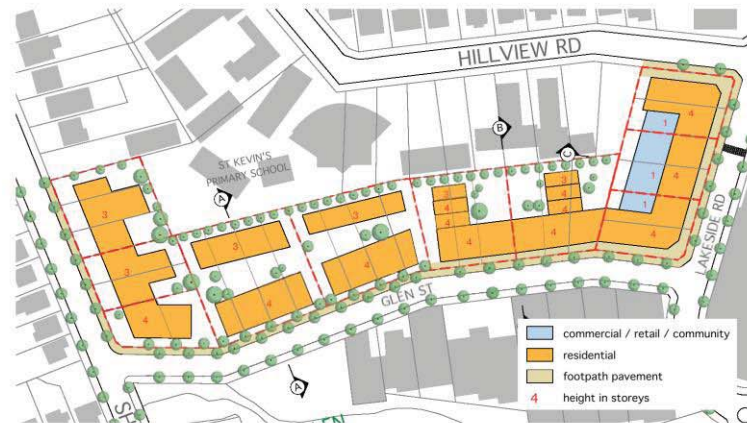 HILLVIEW RD
ST KEVIN'S
PRIMARY SCHOOL
LAKESIDE RD
GLEN ST
A
A
B
C
3
3
4
3
4
3
4
3
4
4
4
3
4
4
4
1
4
1
4
1
4
commercial / retail / community
residential
footpath pavement
4 height in storeys